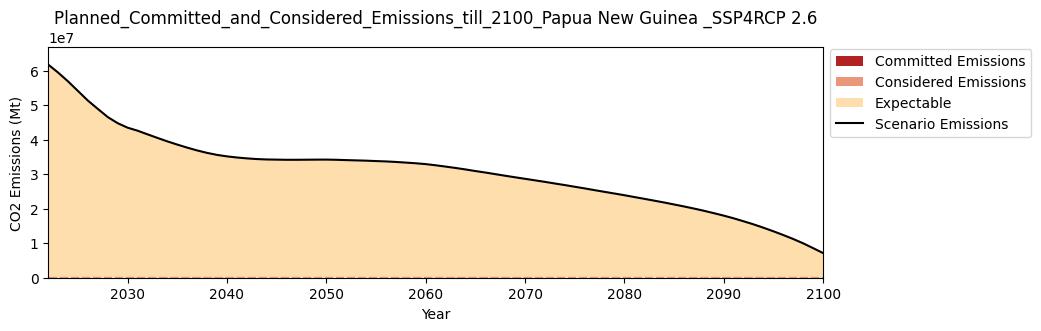 Planned_Committed_and_Considered_Emissions_till_2100_Papua New Guinea _SSP4RCP 2.6
1e7
CO2 Emissions (Mt)
6
5
4
3
2
1
0
2030 2040 2050 2060 2070 2080 2090 2100
Year
Committed Emissions
Considered Emissions
Expectable
Scenario Emissions